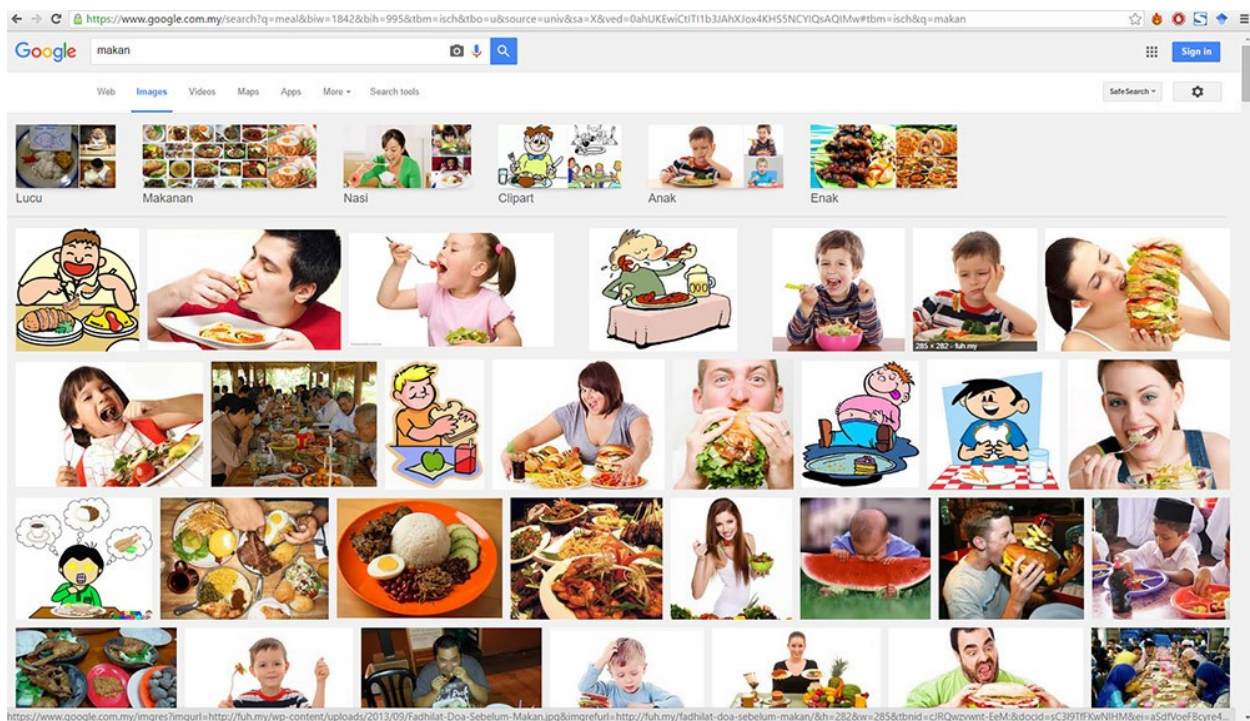 https://www.google.com.my/search?q=meal&biw=1842&bih=995&tbm=isch&tbo=u&source=univ&sa=X&ved=0ahUKEwiCtITI1b3JAhXJox4KHS5NCYIQsAQIMw#tbm=isch&q=makan
Google makan Sign in
Web Images Videos Maps Apps More Search tools SafeSearch
Lucu Makanan Nasi Clipart Anak Enak
285 × 282 - fuh.my
https://www.google.com.my/imgres?imgurl=http://fuh.my/wp-content/uploads/2013/09/Fadhilat-Doa-Sebelum-Makan.jpg&imgrefurl=http://fuh.my/fadhilat-doa-sebelum-makan/&h=282&w=285&tbnid=cJRQwzvwnt-EeM:&docid=sC3I9TfFKwNIHM&ei=aSdfVoeFBcyre4...